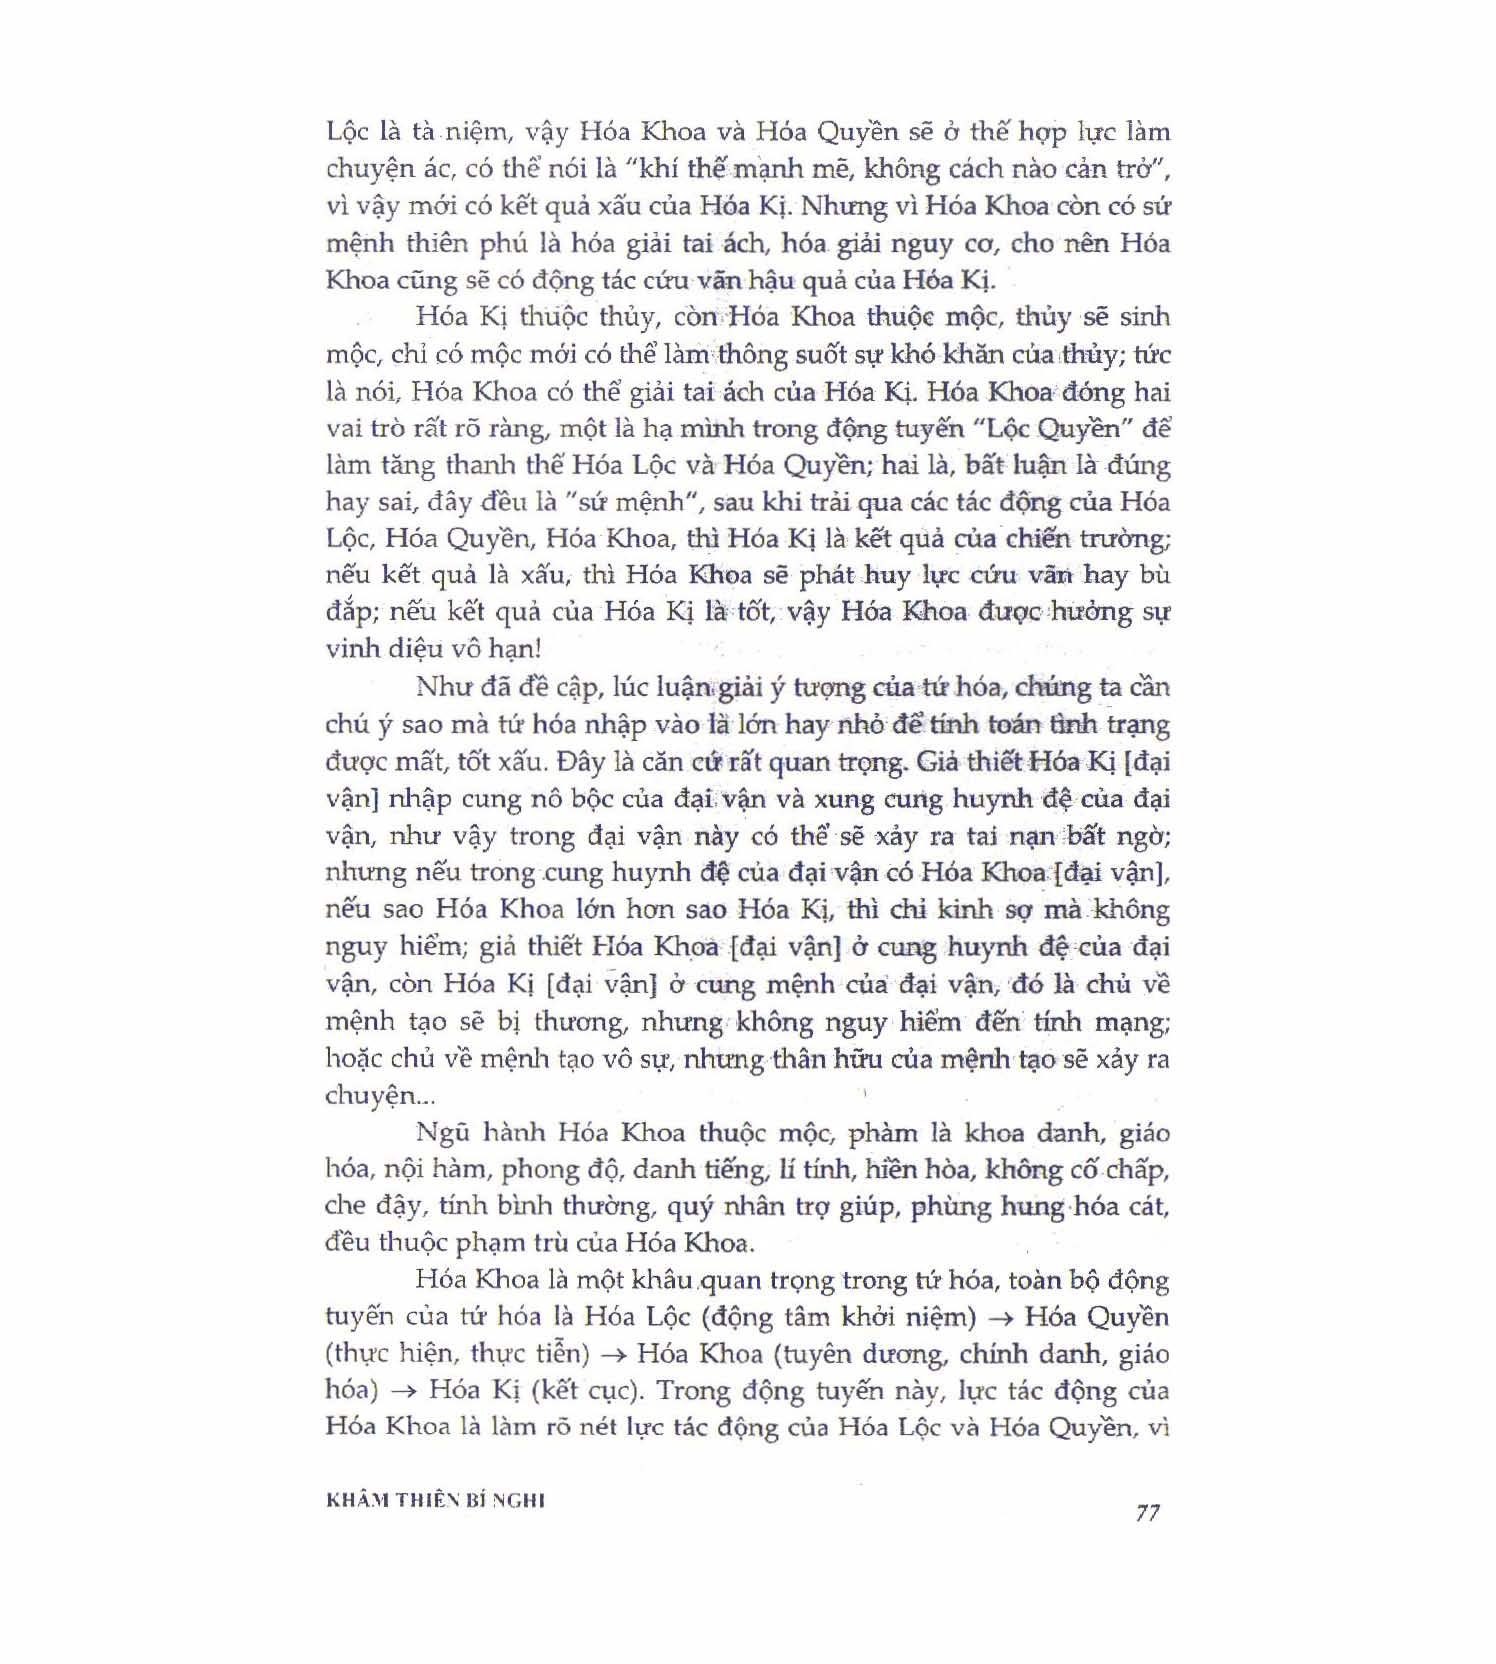 Lộc là tà niệm, vậy Hóa Khoa và Hóa Quyền sẽ ở thế hợp lực làm
chuyện ác, có thể nói là "khí thế mạnh mẽ, không cách nào cản trở",
vì vậy mới có kết quả xấu của Hóa Kị. Nhưng vì Hóa Khoa còn có sứ
mệnh thiên phú là hóa giải tai ách, hóa giải nguy cơ, cho nên Hóa
Khoa cũng sẽ có động tác cứu vãn hậu quả của Hóa Kị.
Hóa Kị thuộc thủy, còn Hóa Khoa thuộc mộc, thủy sẽ sinh
mộc, chỉ có mộc mới có thể làm thông suốt sự khó khăn của thủy; tức
là nói, Hóa Khoa có thể giải tai ách của Hóa Kị. Hóa Khoa đóng hai
vai trò rất rõ ràng, một là hạ mình trong động tuyến "Lộc Quyền" để
làm tăng thanh thế Hóa Lộc và Hóa Quyền; hai là, bất luận là đúng
hay sai, đây đều là "sứ mệnh", sau khi trải qua các tác động của Hóa
Lộc, Hóa Quyền, Hóa Khoa, thì Hóa Kị là kết quả của chiến trường;
nếu kết quả là xấu, thì Hóa Khoa sẽ phát huy lực cứu vãn hay bù
đắp; nếu kết quả của Hóa Kị là tốt, vậy Hóa Khoa được hưởng sự
vinh diệu vô hạn!
Như đã đề cập, lúc luận giải ý tượng của tứ hóa, chúng ta cần
chú ý sao mà tứ hóa nhập vào là lớn hay nhỏ để tính toán tình trạng
được mất, tốt xấu. Đây là căn cứ rất quan trọng. Giả thiết Hóa Kị [đại
vận] nhập cung nô bộc của đại vận và xung cung huynh đệ của đại
vận, như vậy trong đại vận này có thể sẽ xảy ra tai nạn bất ngờ;
nhưng nếu trong cung huynh đệ của đại vận có Hóa Khoa [đại vận],
nếu sao Hóa Khoa lớn hơn sao Hóa Kị, thì chỉ kinh sợ mà không
nguy hiểm; giả thiết Hóa Khoa [đại vận] ở cung huynh đệ của đại
vận, còn Hóa Kị [đại vận] ở cung mệnh của đại vận, đó là chủ về
mệnh tạo sẽ bị thương, nhưng không nguy hiểm đến tính mạng;
hoặc chủ về mệnh tạo vô sự, nhưng thân hữu của mệnh tạo sẽ xảy ra
chuyện...
Ngũ hành Hóa Khoa thuộc mộc, phàm là khoa danh, giáo
hóa, nội hàm, phong độ, danh tiếng, lí tính, hiền hòa, không cố chấp,
che đậy, tính bình thường, quý nhân trợ giúp, phùng hung hóa cát,
đều thuộc phạm trù của Hóa Khoa.
Hóa Khoa là một khâu quan trọng trong tứ hóa, toàn bộ động
tuyến của tứ hóa là Hóa Lộc (động tâm khởi niệm) → Hóa Quyền
(thực hiện, thực tiễn) → Hóa Khoa (tuyên dương, chính danh, giáo
hóa) → Hóa Kị (kết cục). Trong động tuyến này, lực tác động của
Hóa Khoa là làm rõ nét lực tác động của Hóa Lộc và Hóa Quyền, vì
KHÂM THIÊN BÍ NGHI
77